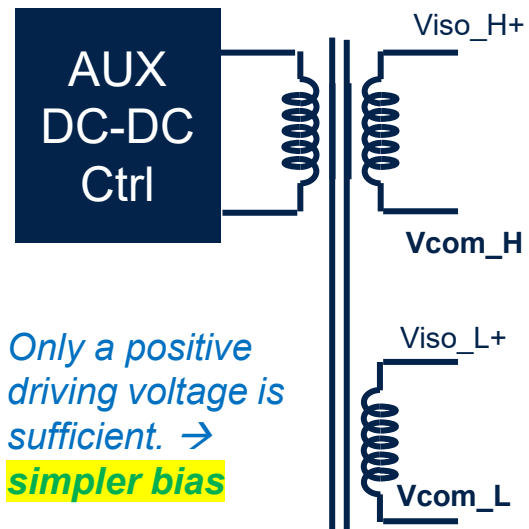 AUX
DC-DC
Ctrl
Viso_H+
Vcom_H
Viso_L+
Vcom_L
Only a positive
driving voltage is
sufficient. →
simpler bias